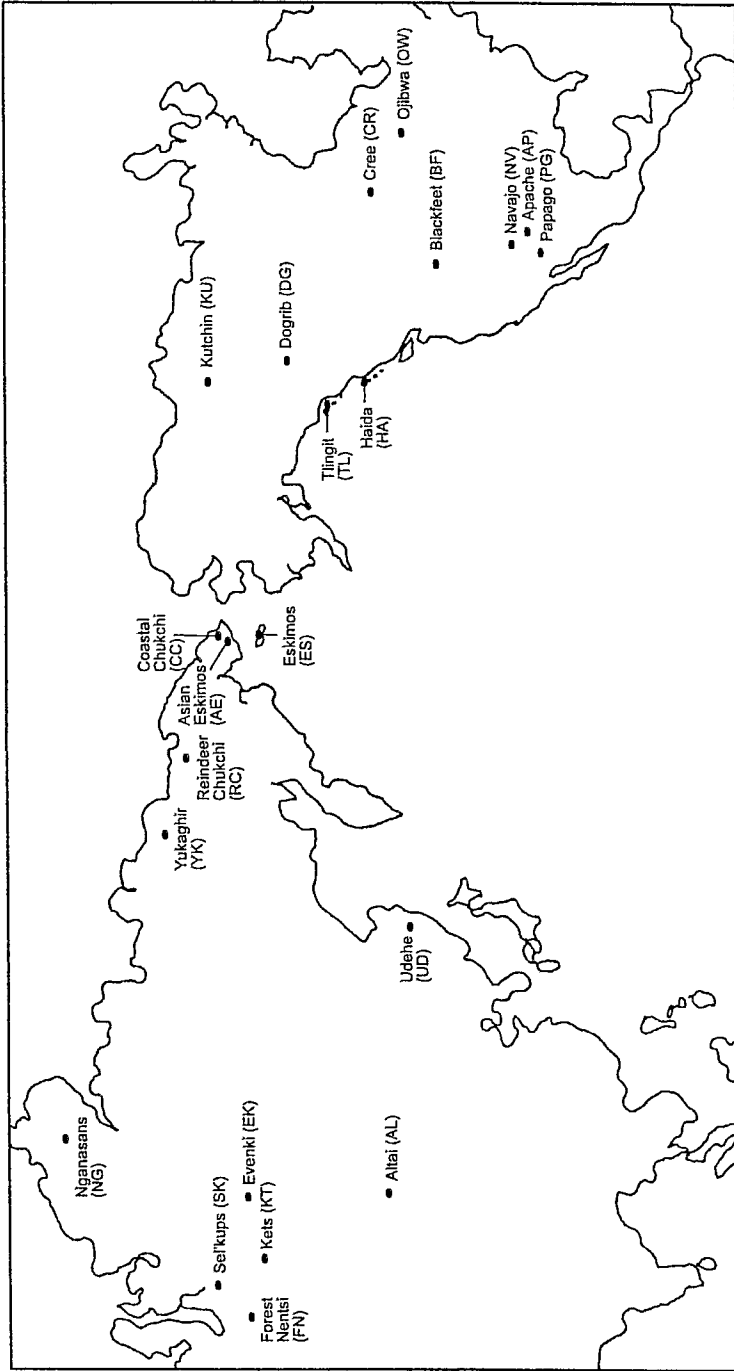 Nganasans
(NG)
Sel'kups (SK)
Evenki (EK)
Kets (KT)
Forest
Nentsi
(FN)
Altai (AL)
Udehe
(UD)
Yukaghir
(YK)
Reindeer
Chukchi
(RC)
Asian
Eskimos
(AE)
Coastal
Chukchi
(CC)
Eskimos
(ES)
Kutchin (KU)
Dogrib (DG)
Tlingit
(TL)
Haida
(HA)
Cree (CR)
Ojibwa (OW)
Blackfeet (BF)
Navajo (NV)
Apache (AP)
Papago (PG)